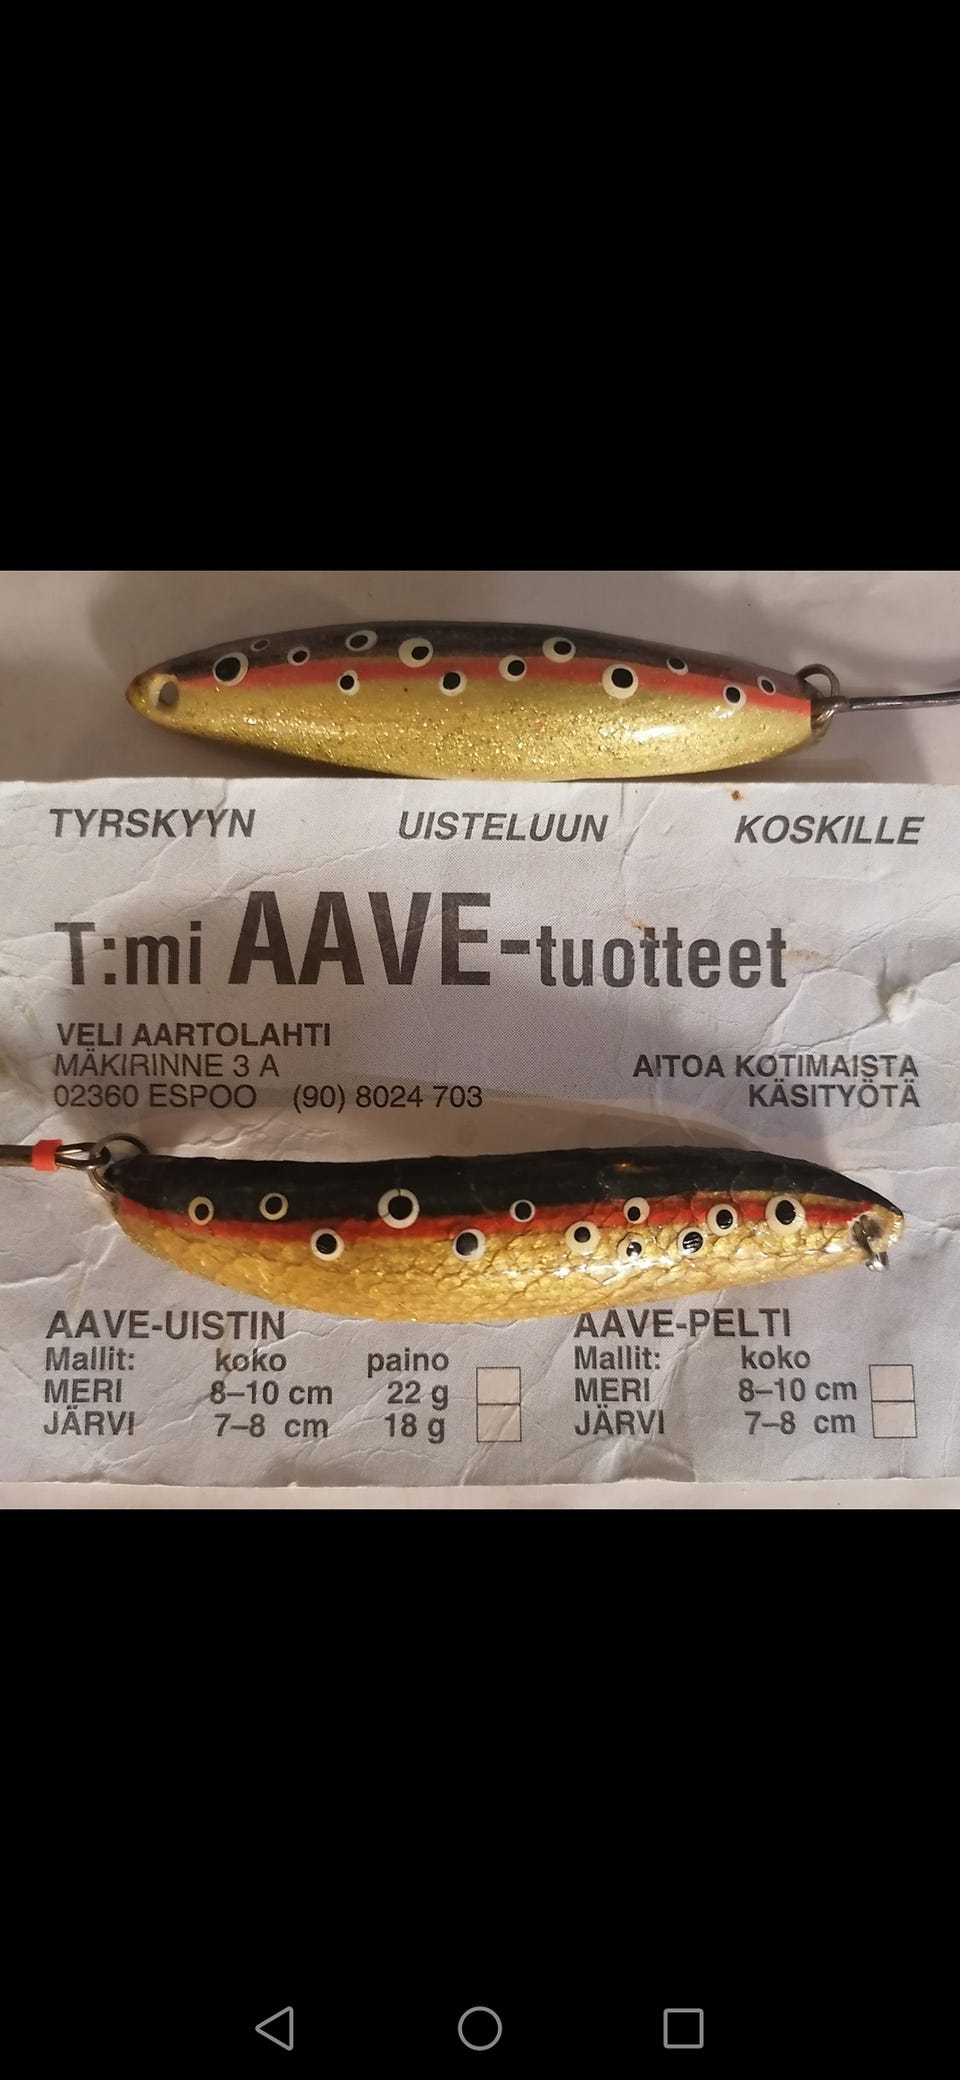 TYRSKYYN UISTELUUN KOSKILLE
T:mi AAVE-tuotteet
VELI AARTOLAHTI
MÄKIRINNE 3 A
02360 ESPOO (90) 8024 703
AITOA KOTIMAISTA
KÄSITYÖTÄ
AAVE-UISTIN
Mallit: koko paino
MERI 8–10 cm 22 g
JÄRVI 7–8 cm 18 g
AAVE-PELTI
Mallit: koko
MERI 8–10 cm
JÄRVI 7–8 cm